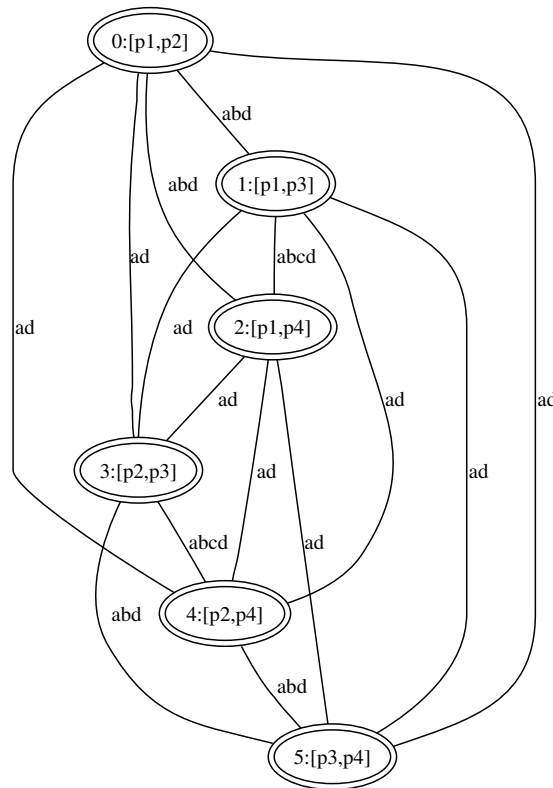 0:[p1,p2]
abd
1:[p1,p3]
abd
ad
abcd
2:[p1,p4]
ad
ad
ad
ad
ad
3:[p2,p3]
ad
ad
abcd
ad
4:[p2,p4]
abd
abd
5:[p3,p4]